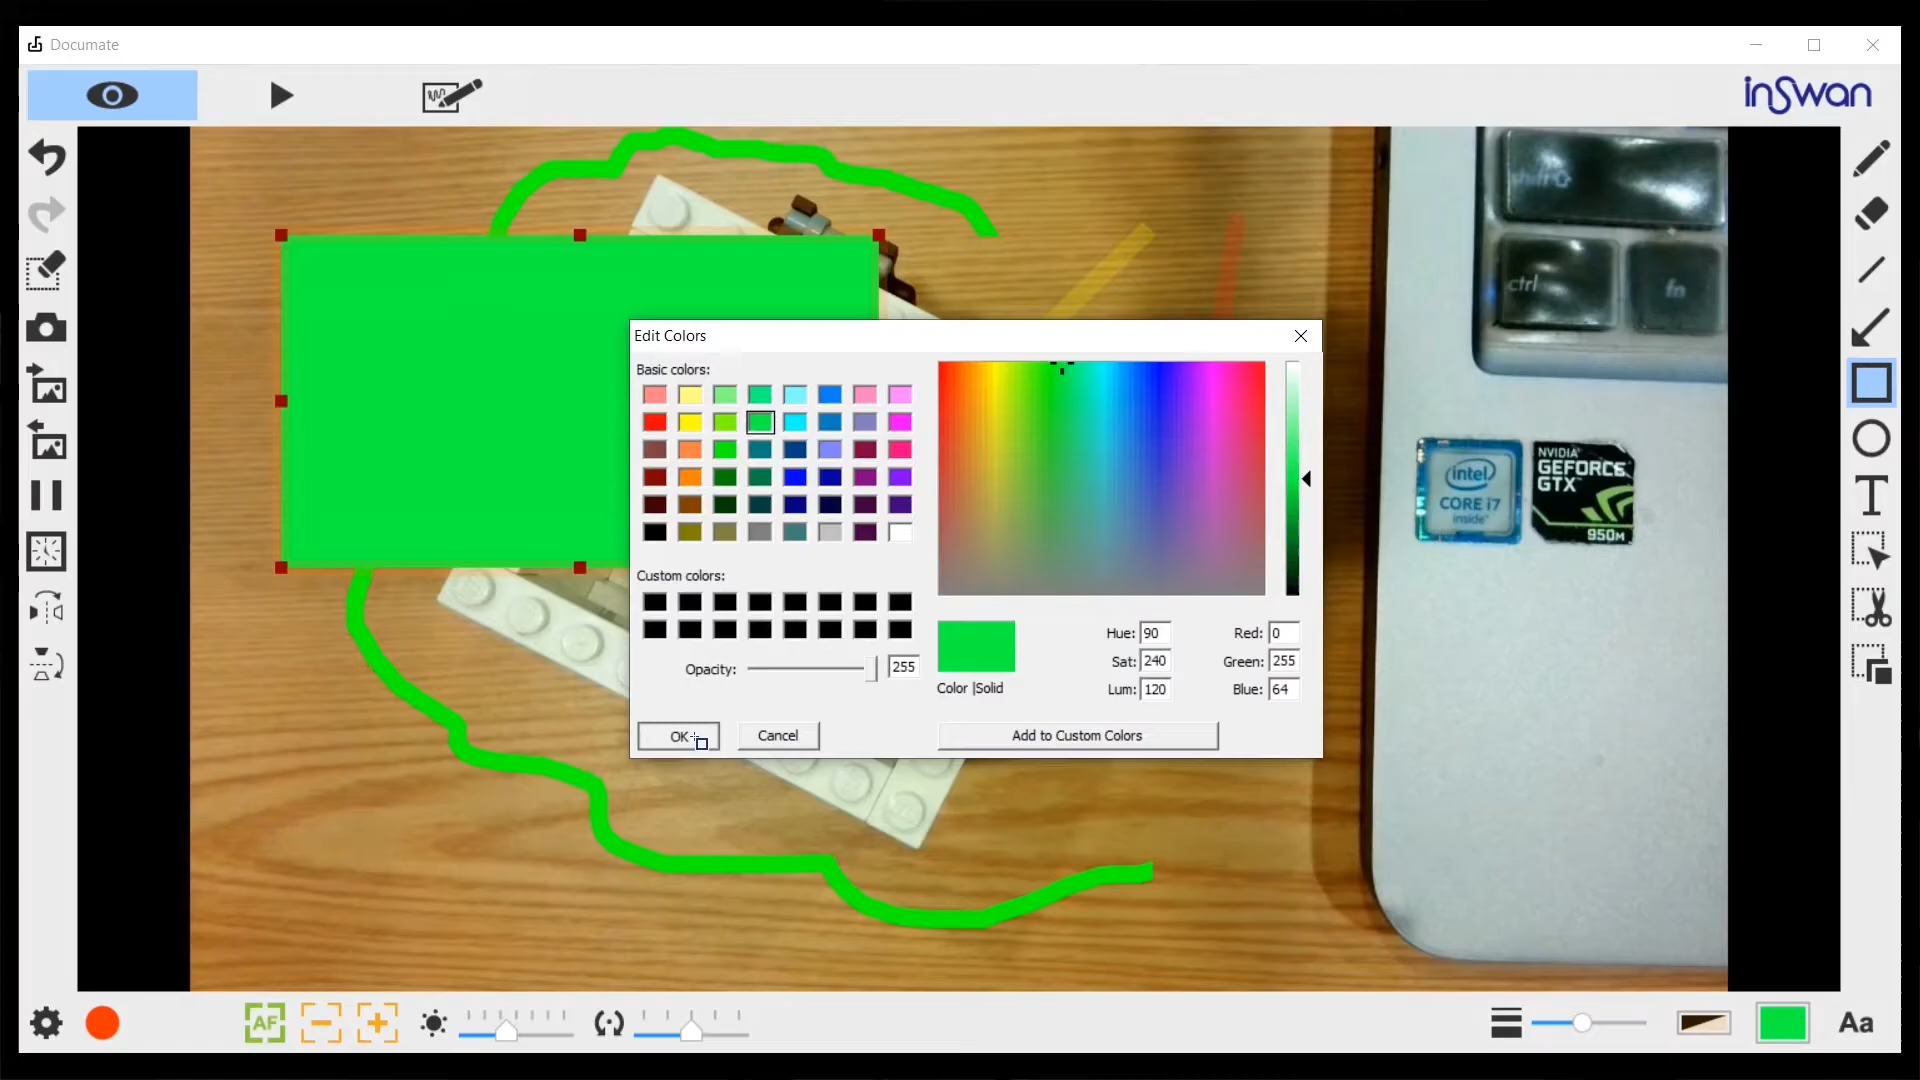 Documate
inSwan
shift
ctrl
fn
Edit Colors
Basic colors:
Custom colors:
Opacity: 255
Color |Solid
Hue: 90
Red: 0
Sat: 240
Green: 255
Lum: 120
Blue: 64
OK
Cancel
Add to Custom Colors
intel
CORE i7
inside™
NVIDIA
GEFORCE
GTX™
950M
T
AF
Aa